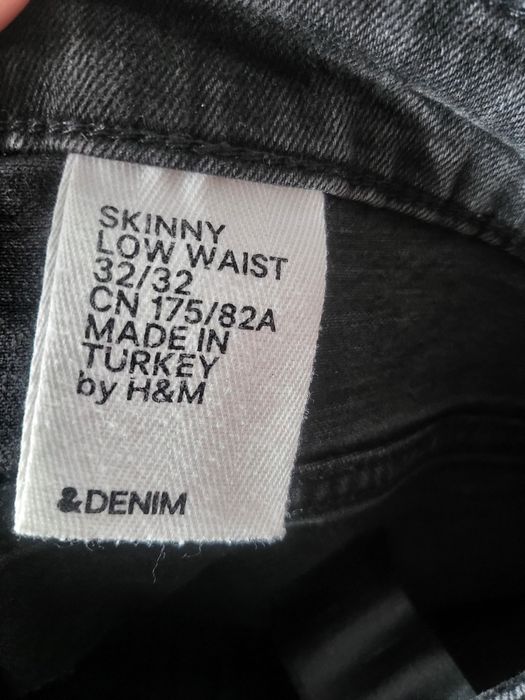 SKINNY
LOW WAIST
32/32
CN 175/82A
MADE IN
TURKEY
by H&M
&DENIM